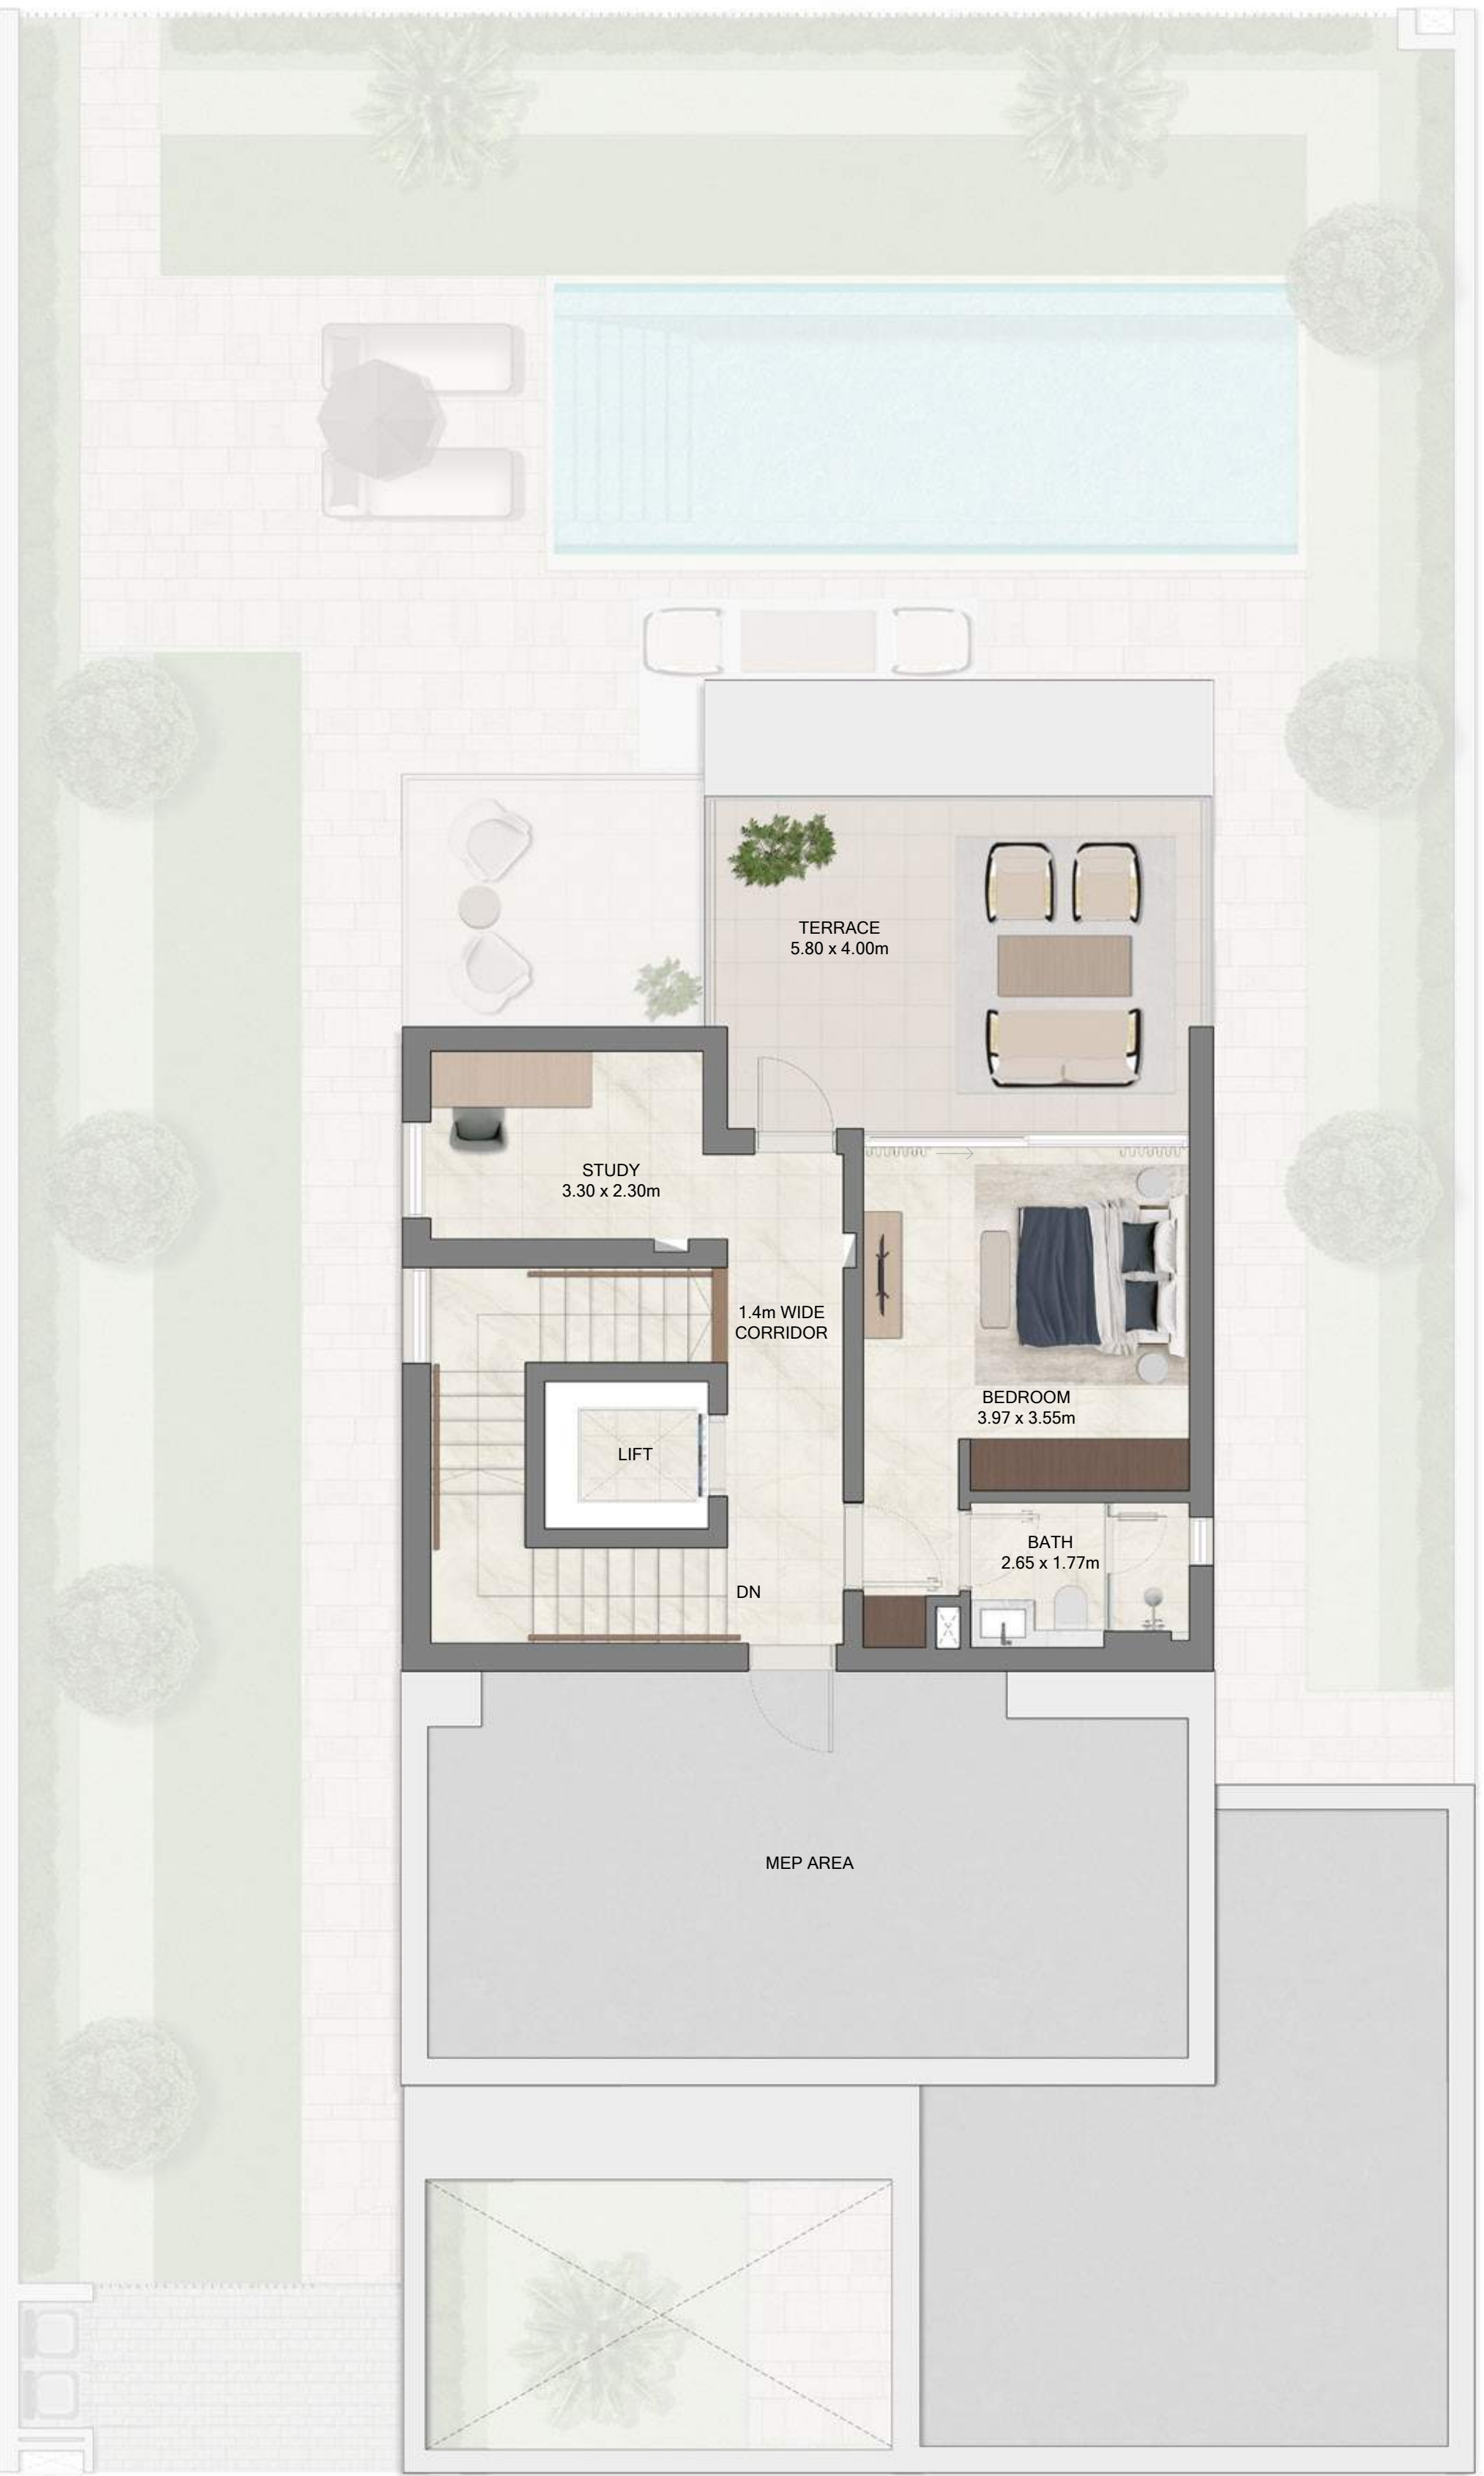 TERRACE
5.80 x 4.00m
STUDY
3.30 x 2.30m
1.4m WIDE
CORRIDOR
BEDROOM
3.97 x 3.55m
LIFT
BATH
2.65 x 1.77m
DN
MEP AREA